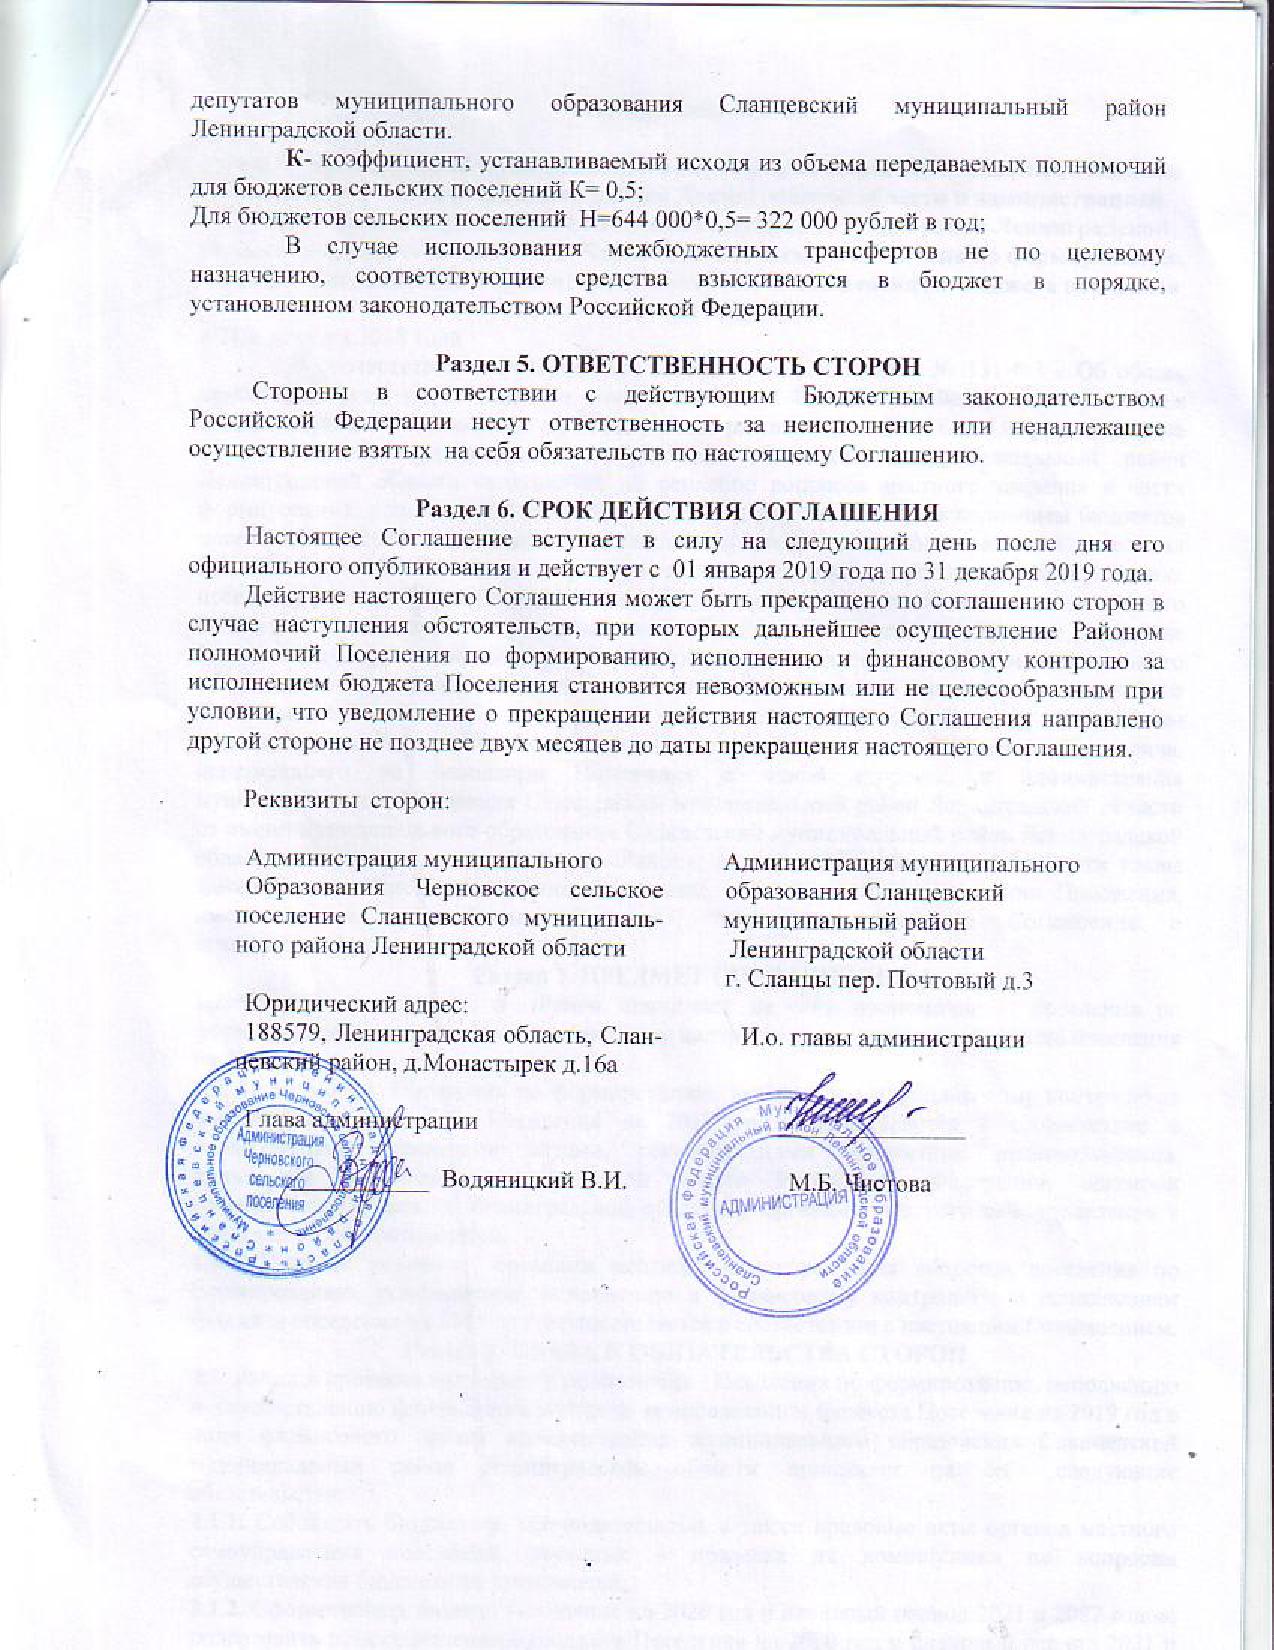 депутатов муниципального образования Сланцевский муниципальный район
Ленинградской области.
К- коэффициент, устанавливаемый исходя из объема передаваемых полномочий
для бюджетов сельских поселений К= 0,5;
Для бюджетов сельских поселений Н=644 000*0,5= 322 000 рублей в год;
В случае использования межбюджетных трансфертов не по целевому
назначению, соответствующие средства взыскиваются в бюджет в порядке,
установленном законодательством Российской Федерации.
Раздел 5. ОТВЕТСТВЕННОСТЬ СТОРОН
Стороны в соответствии с действующим Бюджетным законодательством
Российской Федерации несут ответственность за неисполнение или ненадлежащее
осуществление взятых на себя обязательств по настоящему Соглашению.
Раздел 6. СРОК ДЕЙСТВИЯ СОГЛАШЕНИЯ
Настоящее Соглашение вступает в силу на следующий день после дня его
официального опубликования и действует с 01 января 2019 года по 31 декабря 2019 года.
Действие настоящего Соглашения может быть прекращено по соглашению сторон в
случае наступления обстоятельств, при которых дальнейшее осуществление Районом
полномочий Поселения по формированию, исполнению и финансовому контролю за
исполнением бюджета Поселения становится невозможным или не целесообразным при
условии, что уведомление о прекращении действия настоящего Соглашения направлено
другой стороне не позднее двух месяцев до даты прекращения настоящего Соглашения.
Реквизиты сторон:
Администрация муниципального
Образования Черновское сельское
поселение Сланцевского муниципаль-
ного района Ленинградской области
Юридический адрес:
188579, Ленинградская область, Слан-
цевский район, д.Монастырек д.16а
Глава администрации
Водяницкий В.И.
Администрация муниципального
образования Сланцевский
муниципальный район
Ленинградской области
г. Сланцы пер. Почтовый д.3
И.о. главы администрации
М.Б. Чистова
Администрация
Черновского
сельского
поселения
Российская Федерация Муниципальное образование
Сланцевский муниципальный район Ленинградской области
АДМИНИСТРАЦИЯ